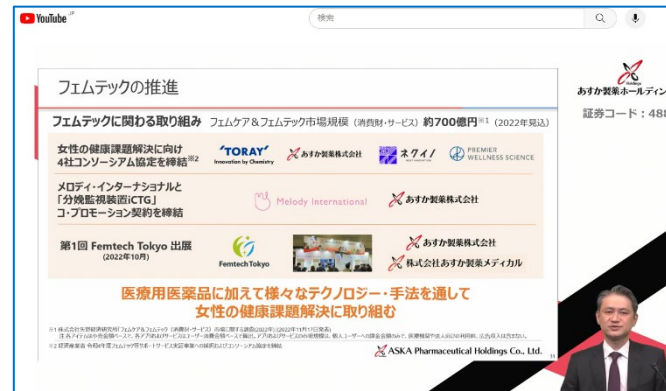 YouTube JP
検索
あすか製薬ホールディン
証券コード：488
フェムテックの推進
フェムテックに関わる取り組み フェムケア＆フェムテック市場規模（消費財・サービス）約700億円※1（2022年見込）
女性の健康課題解決に向け
4社コンソーシアム協定を締結※2
'TORAY'
Innovation by Chemistry
あすか製薬株式会社
ネクイノ
PREMIER
WELLNESS SCIENCE
メロディ・インターナショナルと
「分娩監視装置iCTG」
コ・プロモーション契約を締結
Melody International
あすか製薬株式会社
第1回 Femtech Tokyo 出展
(2022年10月)
Femtech Tokyo
あすか製薬株式会社
株式会社あすか製薬メディカル
医療用医薬品に加えて様々なテクノロジー・手法を通して
女性の健康課題解決に取り組む
ASKA Pharmaceutical Holdings Co., Ltd.